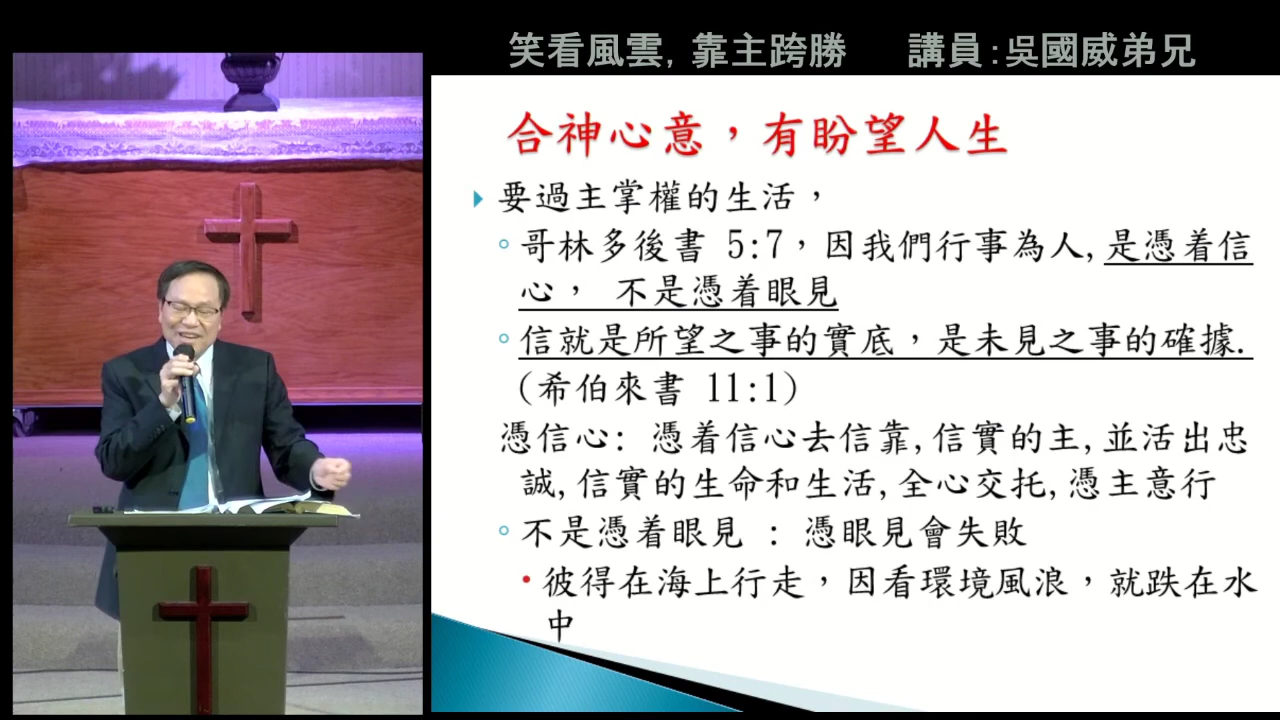 笑看風雲, 靠主跨勝 講員:吳國威弟兄
合神心意，有盼望人生
要過主掌權的生活，
哥林多後書 5:7，因我們行事為人, 是憑着信
心， 不是憑着眼見
信就是所望之事的實底，是未見之事的確據.
(希伯來書 11:1)
憑信心: 憑着信心去信靠, 信實的主, 並活出忠
誠, 信實的生命和生活, 全心交托, 憑主意行
不是憑着眼見 : 憑眼見會失敗
彼得在海上行走，因看環境風浪，就跌在水
中